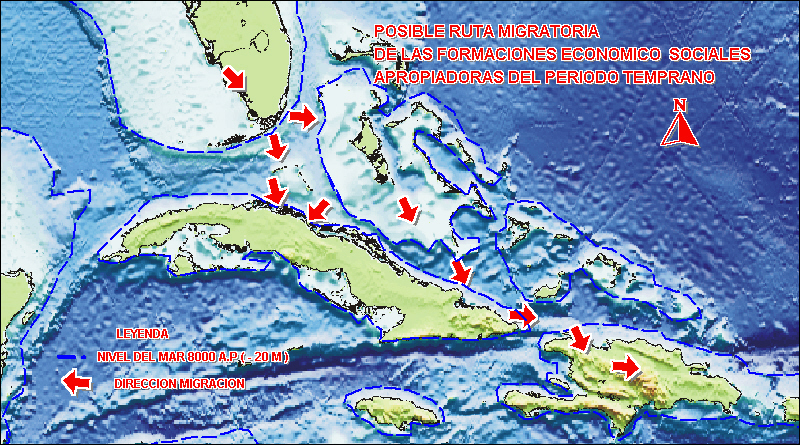 POSIBLE RUTA MIGRATORIA
DE LAS FORMACIONES ECONOMICO SOCIALES
APROPIADORAS DEL PERIODO TEMPRANO
N
LEYENDA
NIVEL DEL MAR 8000 A.P ( - 20 M )
DIRECCION MIGRACION